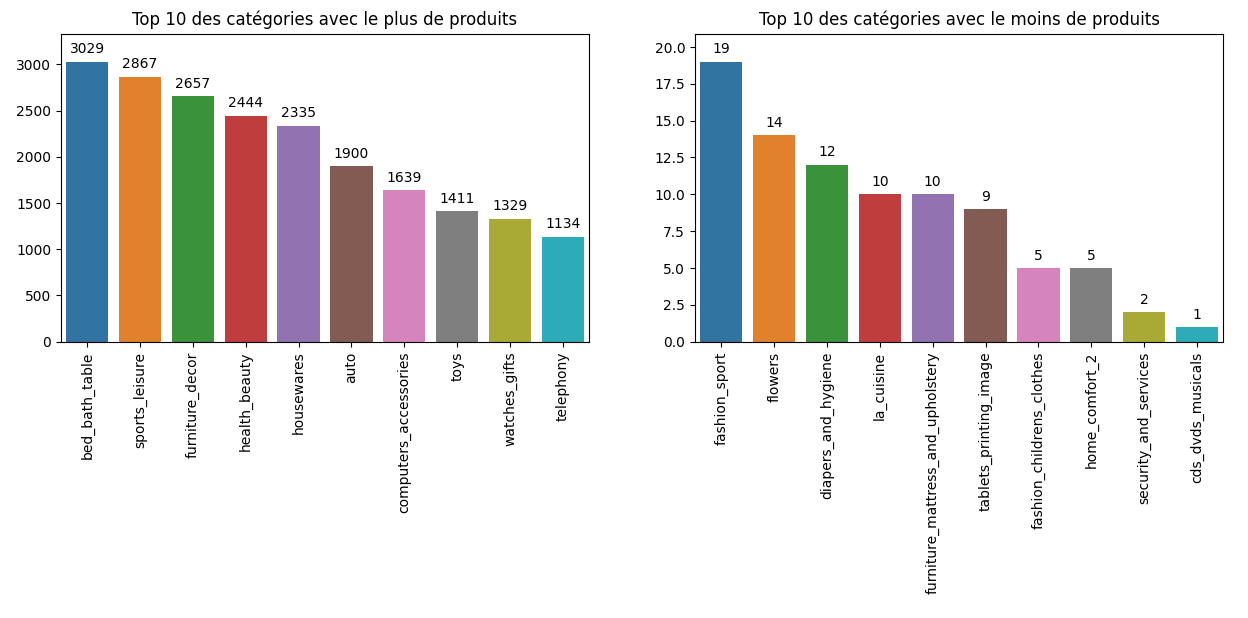 Top 10 des catégories avec le plus de produits
3029
2867
2657
2444
2335
1900
1639
1411
1329
1134
3000
2500
2000
1500
1000
500
0
bed_bath_table
sports_leisure
furniture_decor
health_beauty
housewares
auto
computers_accessories
toys
watches_gifts
telephony
Top 10 des catégories avec le moins de produits
19
14
12
10
10
9
5
5
2
1
20.0
17.5
15.0
12.5
10.0
7.5
5.0
2.5
0.0
fashion_sport
flowers
diapers_and_hygiene
la_cuisine
furniture_mattress_and_upholstery
tablets_printing_image
fashion_childrens_clothes
home_comfort_2
security_and_services
cds_dvds_musicals